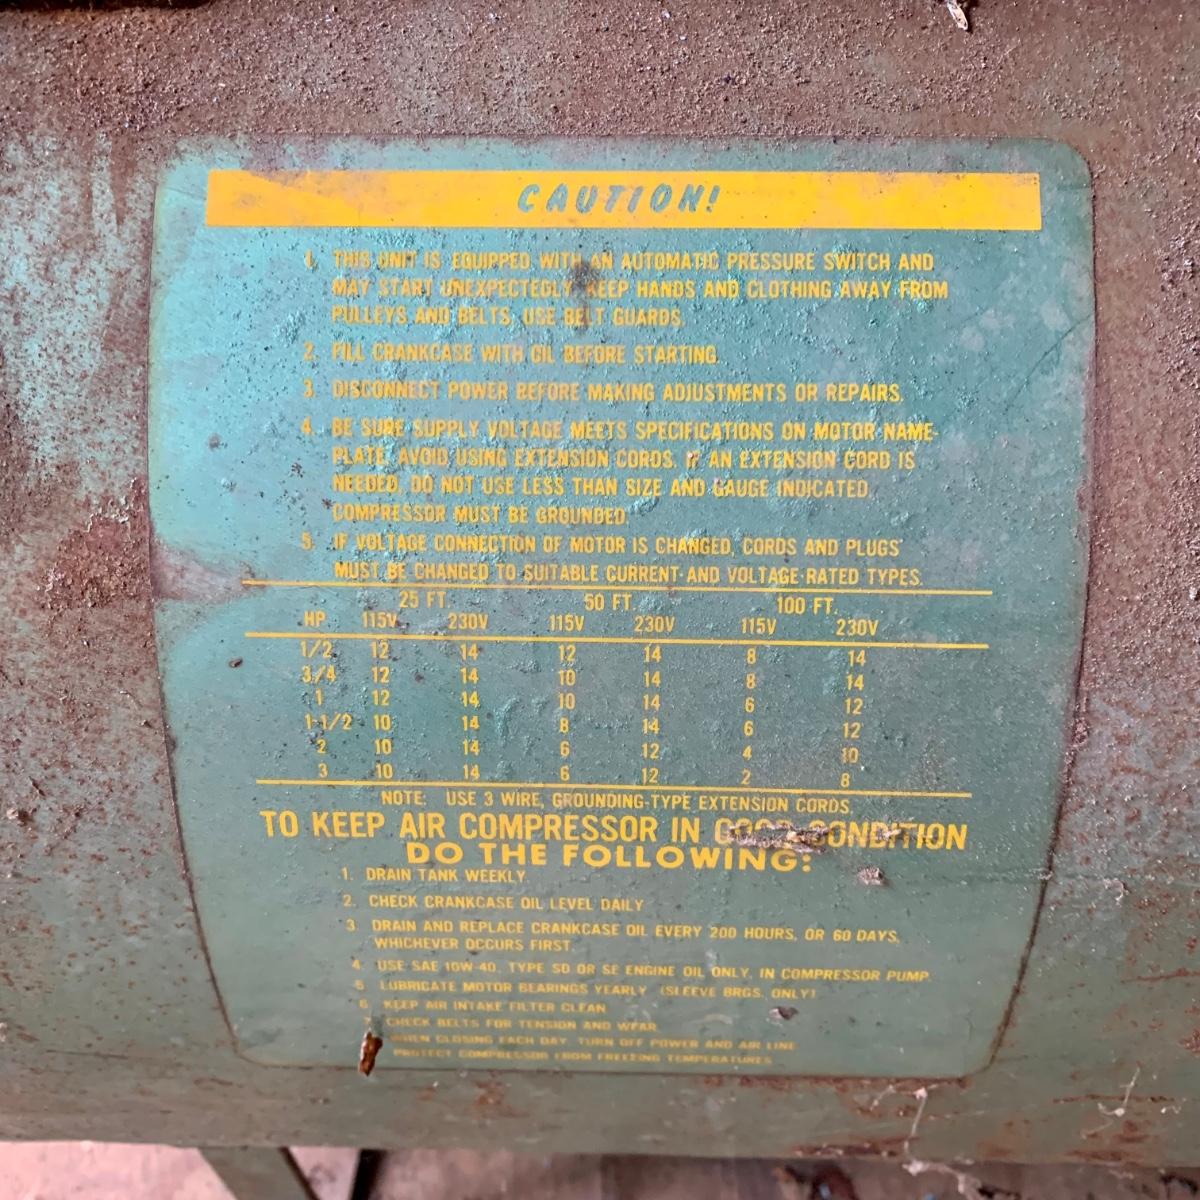 CAUTION!
1. THIS UNIT IS EQUIPPED WITH AN AUTOMATIC PRESSURE SWITCH AND
MAY START UNEXPECTEDLY. KEEP HANDS AND CLOTHING AWAY FROM
PULLEYS AND BELTS. USE BELT GUARDS.
2. FILL CRANKCASE WITH OIL BEFORE STARTING.
3. DISCONNECT POWER BEFORE MAKING ADJUSTMENTS OR REPAIRS.
4. BE SURE SUPPLY VOLTAGE MEETS SPECIFICATIONS ON MOTOR NAME-
PLATE. AVOID USING EXTENSION CORDS. IF AN EXTENSION CORD IS
NEEDED, DO NOT USE LESS THAN SIZE AND GAUGE INDICATED.
COMPRESSOR MUST BE GROUNDED.
5. IF VOLTAGE CONNECTION OF MOTOR IS CHANGED, CORDS AND PLUGS
MUST BE CHANGED TO SUITABLE CURRENT-AND VOLTAGE-RATED TYPES.
25 FT. 50 FT. 100 FT.
HP 115V 230V 115V 230V 115V 230V
1/2 12 14 12 14 8 14
3/4 12 14 10 14 8 14
1 12 14 10 14 6 12
1-1/2 10 14 8 14 6 12
2 10 14 6 12 4 10
3 10 14 6 12 2 8
NOTE: USE 3 WIRE, GROUNDING-TYPE EXTENSION CORDS.
TO KEEP AIR COMPRESSOR IN GOOD CONDITION
DO THE FOLLOWING:
1. DRAIN TANK WEEKLY.
2. CHECK CRANKCASE OIL LEVEL DAILY
3. DRAIN AND REPLACE CRANKCASE OIL EVERY 200 HOURS, OR 60 DAYS,
WHICHEVER OCCURS FIRST.
4. USE SAE 10W-40, TYPE SD OR SE ENGINE OIL ONLY, IN COMPRESSOR PUMP.
5. LUBRICATE MOTOR BEARINGS YEARLY (SLEEVE BRGS. ONLY)
6. KEEP AIR INTAKE FILTER CLEAN
7. CHECK BELTS FOR TENSION AND WEAR
WHEN CLOSING EACH DAY, TURN OFF POWER AND AIR LINE
PROTECT COMPRESSOR FROM FREEZING TEMPERATURES